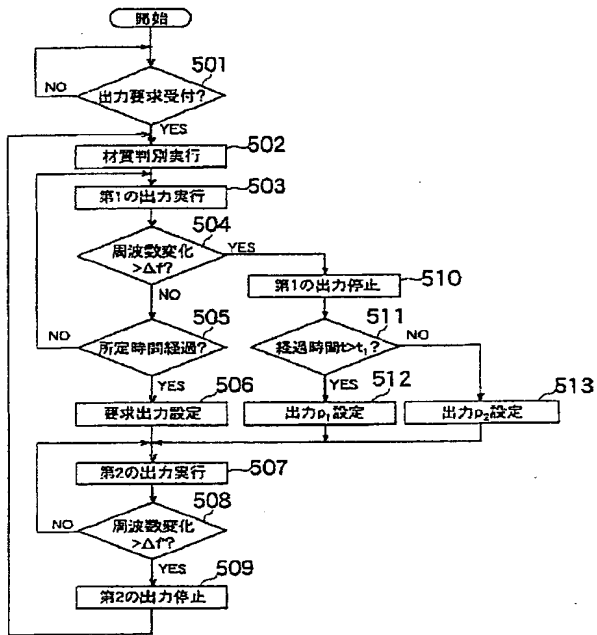 開始
501
NO
出力要求受付?
YES
502
材質判別実行
503
第1の出力実行
504
周波数変化
>Δf?
YES
NO
510
第1の出力停止
505
NO
所定時間経過?
YES
511
経過時間t>t₁?
NO
YES
506
要求出力設定
512
出力p₁設定
513
出力p₂設定
507
第2の出力実行
508
NO
周波数変化
>Δf'?
YES
509
第2の出力停止